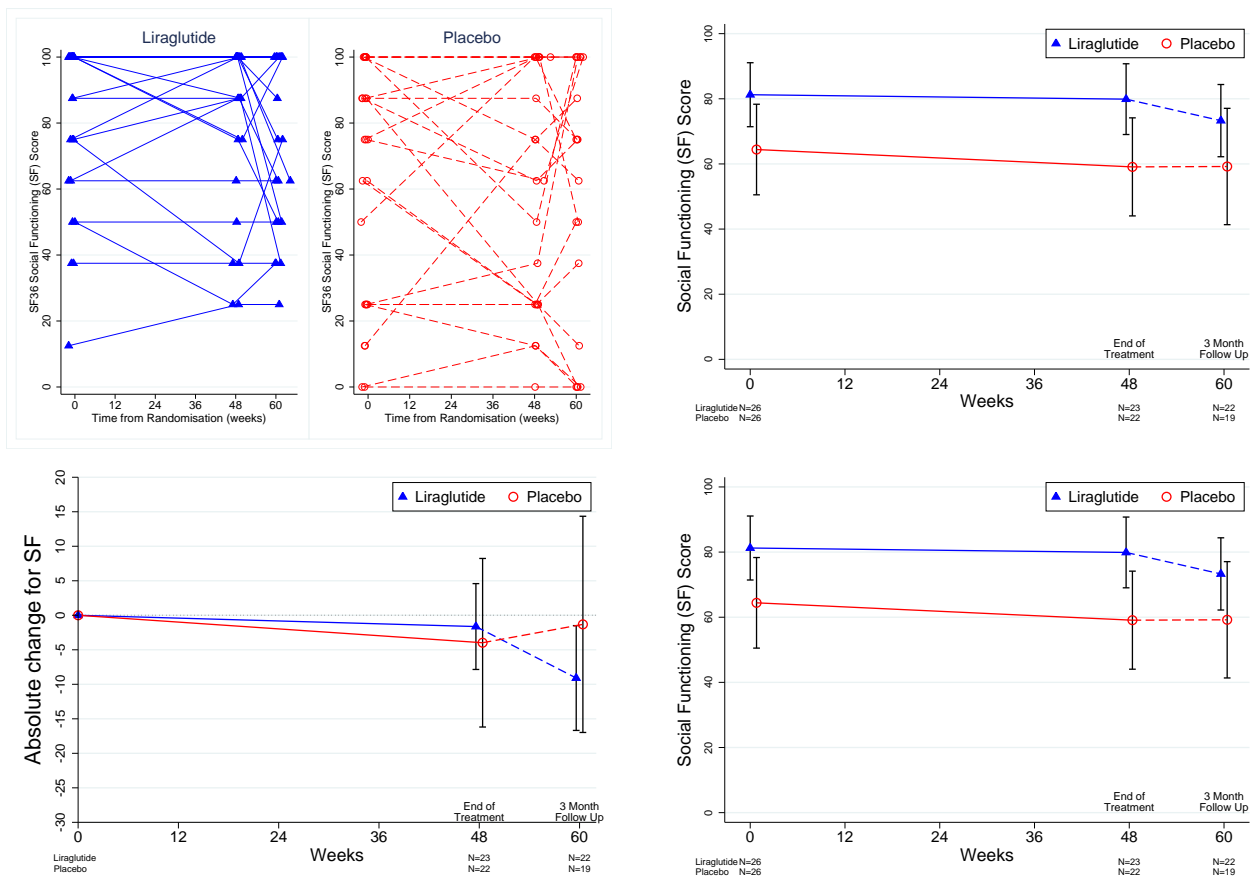 Liraglutide
Placebo
SF36 Social Functioning (SF) Score
0 20 40 60 80 100
0 12 24 36 48 60
Time from Randomisation (weeks)
SF36 Social Functioning (SF) Score
0 20 40 60 80 100
0 12 24 36 48 60
Time from Randomisation (weeks)
Liraglutide Placebo
Social Functioning (SF) Score
0 20 40 60 80 100
End of
Treatment
3 Month
Follow Up
0 12 24 36 48 60
Weeks
Liraglutide N=26 N=23 N=22
Placebo N=26 N=22 N=19
Liraglutide Placebo
Absolute change for SF
-30 -25 -20 -15 -10 -5 0 5 10 15 20
End of
Treatment
3 Month
Follow Up
0 12 24 36 48 60
Weeks
Liraglutide N=23 N=22
Placebo N=22 N=19
Liraglutide Placebo
Social Functioning (SF) Score
0 20 40 60 80 100
End of
Treatment
3 Month
Follow Up
0 12 24 36 48 60
Weeks
Liraglutide N=26 N=23 N=22
Placebo N=26 N=22 N=19